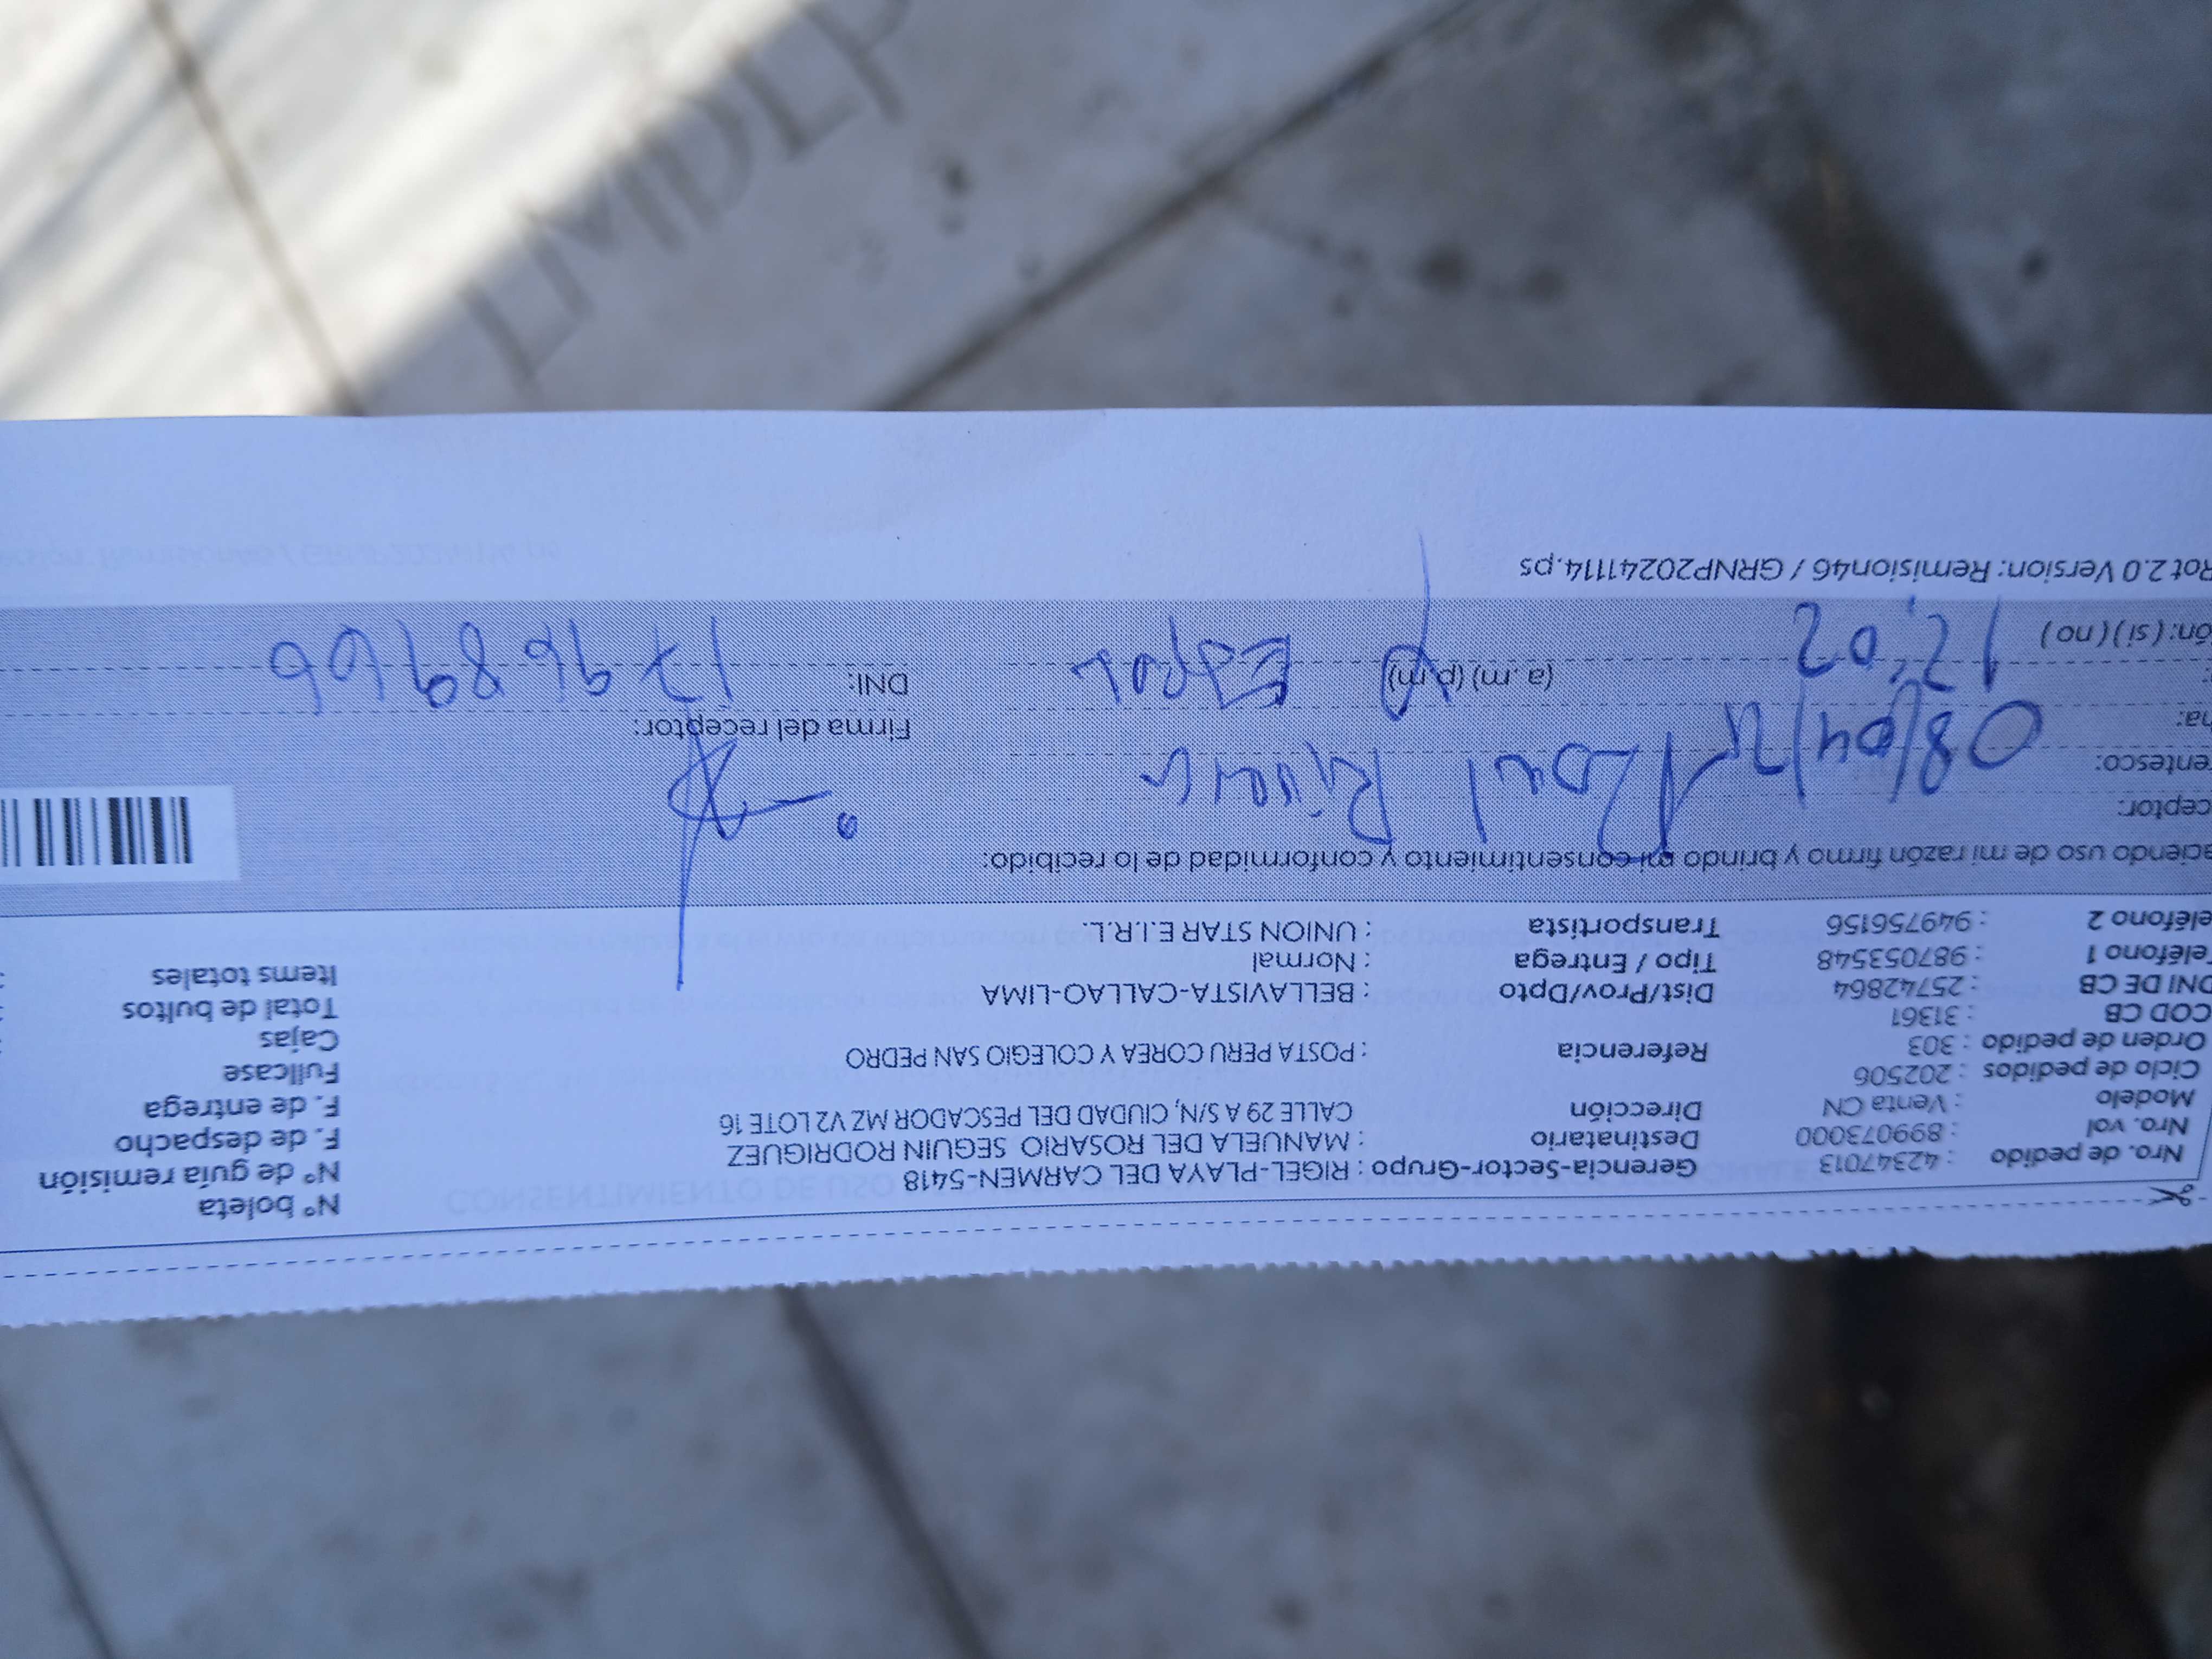 Nº boleta
Nro. de pedido : 42347013 Gerencia-Sector-Grupo : RIGEL-PLAYA DEL CARMEN-5418 Nº de guía remisión
Nro. vol : 899073000 Destinatario : MANUELA DEL ROSARIO SEGUIN RODRIGUEZ F. de despacho
Modelo : Venta CN Dirección CALLE 29 A S/N, CIUDAD DEL PESCADOR MZ V2 LOTE 16 F. de entrega
Ciclo de pedidos : 202506 Fullcase
Orden de pedido : 303 Referencia : POSTA PERU COREA Y COLEGIO SAN PEDRO Cajas
COD CB : 31361 Total de bultos
DNI DE CB : 25742864 Dist/Prov/Dpto : BELLAVISTA-CALLAO-LIMA Items totales
eléfono 1 : 987053548 Tipo / Entrega : Normal
eléfono 2 : 949756156 Transportista : UNION STAR E.I.R.L.
aciendo uso de mi razón firmo y brindo mi consentimiento y conformidad de lo recibido:
ceptor:
entesco: Rivera
ha: 08/04/25 Firma del receptor:
(a. m) (p.m) DNI: 17968966
ón: ( si ) ( no ) 12:02
Rot 2.0 Version: Remision46 / GRNP20241114.ps